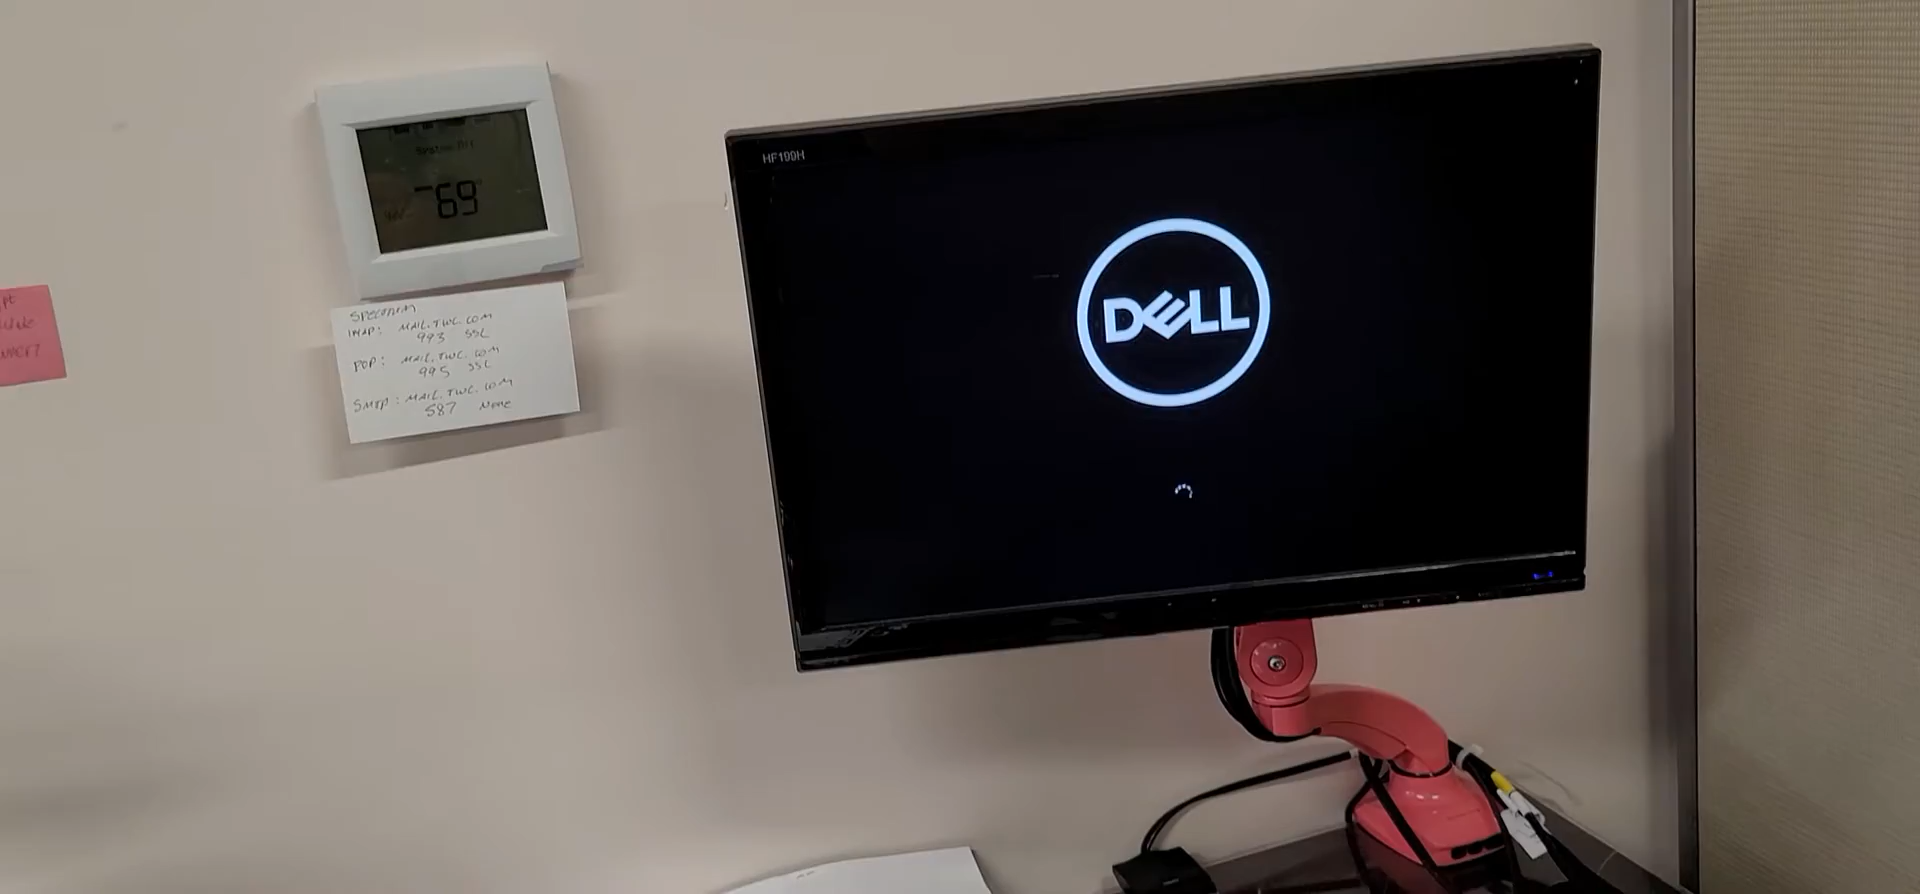 69
Spectrum
IMAP: MAIL.TWC.COM
993 SSL
POP: MAIL.TWC.COM
995 SSL
SMTP: MAIL.TWC.COM
587 None
HF199H
DELL